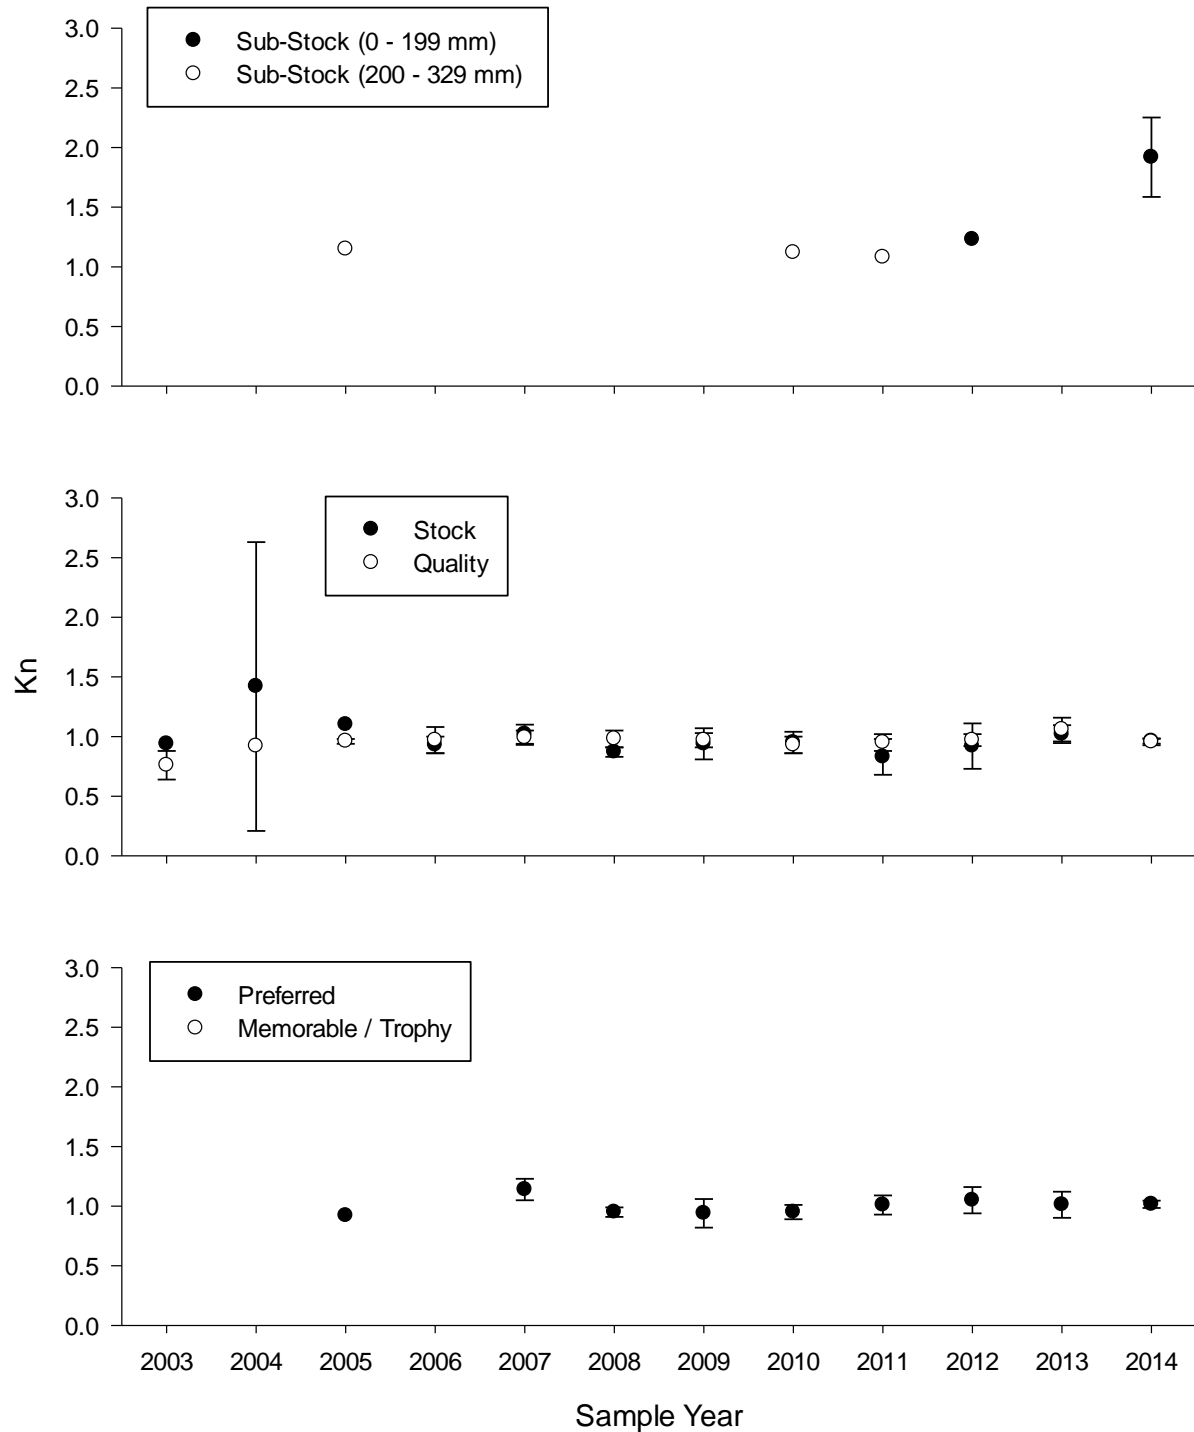 3.0
2.5
2.0
1.5
1.0
0.5
0.0
Sub-Stock (0 - 199 mm)
Sub-Stock (200 - 329 mm)
Kn
3.0
2.5
2.0
1.5
1.0
0.5
0.0
Stock
Quality
3.0
2.5
2.0
1.5
1.0
0.5
0.0
Preferred
Memorable / Trophy
2003 2004 2005 2006 2007 2008 2009 2010 2011 2012 2013 2014
Sample Year